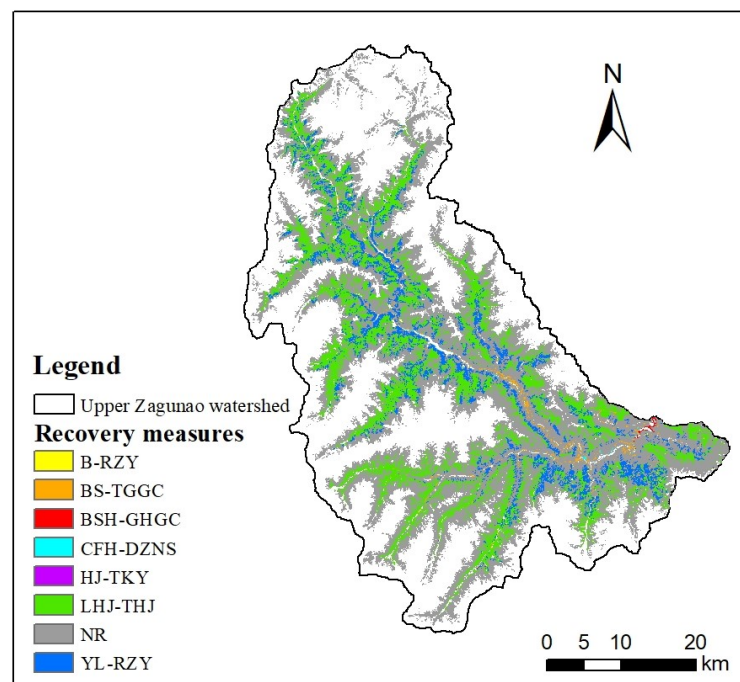 N
Legend
Upper Zagunao watershed
Recovery measures
B-RZY
BS-TGGC
BSH-GHGC
CFH-DZNS
HJ-TKY
LHJ-THJ
NR
YL-RZY
0 5 10 20
km